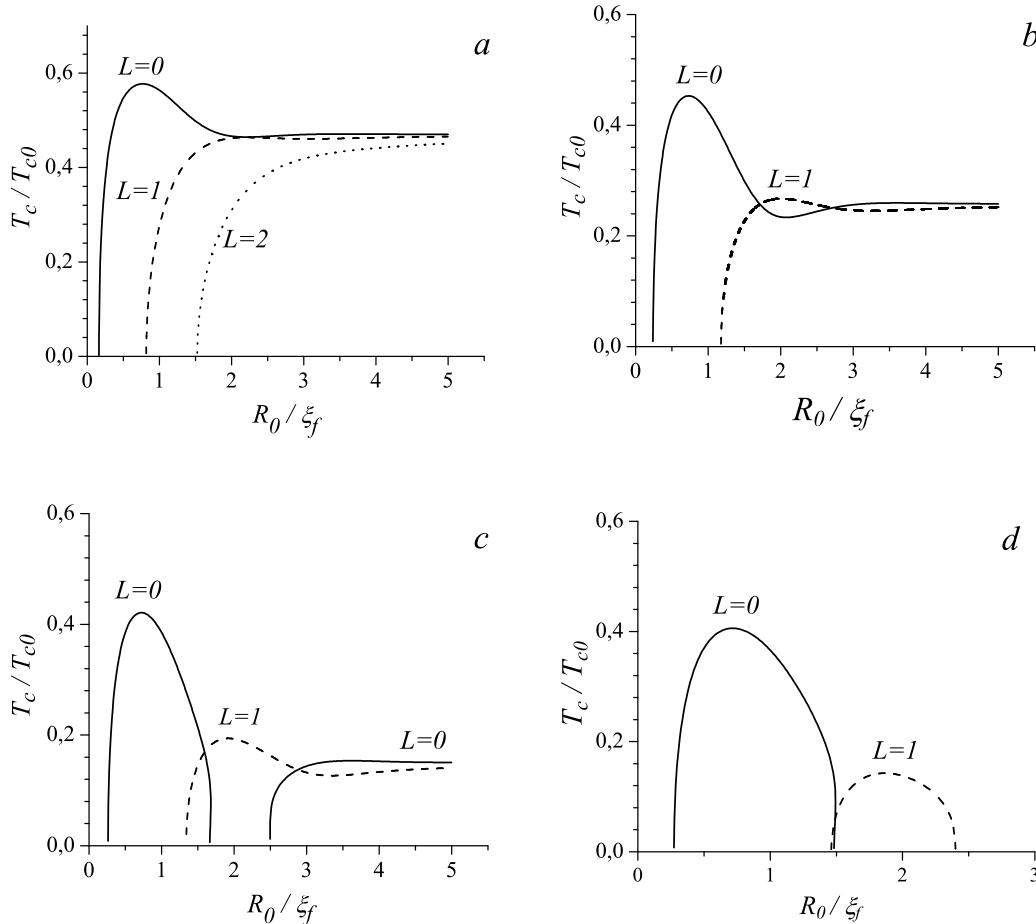 a
0,6
0,4
0,2
0,0
T_c / T_c0
L=0
L=1
L=2
0 1 2 3 4 5
R_0 / ξ_f
b
0,6
0,4
0,2
0,0
T_c / T_c0
L=0
L=1
0 1 2 3 4 5
R_0 / ξ_f
c
0,6
0,4
0,2
0,0
T_c / T_c0
L=0
L=1
L=0
0 1 2 3 4 5
R_0 / ξ_f
d
0,6
0,4
0,2
0,0
T_c / T_c0
L=0
L=1
0 1 2 3
R_0 / ξ_f